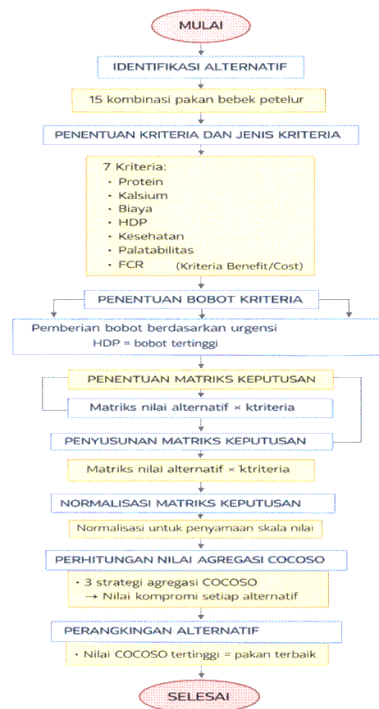 MULAI
IDENTIFIKASI ALTERNATIF
15 kombinasi pakan bebek petelur
PENENTUAN KRITERIA DAN JENIS KRITERIA
7 Kriteria:
• Protein
• Kalsium
• Biaya
• HDP
• Kesehatan
• Palatabilitas
• FCR (Kriteria Benefit/Cost)
PENENTUAN BOBOT KRITERIA
Pemberian bobot berdasarkan urgensi
HDP = bobot tertinggi
PENENTUAN MATRIKS KEPUTUSAN
Matriks nilai alternatif × ktriteria
PENYUSUNAN MATRIKS KEPUTUSAN
Matriks nilai alternatif × ktriteria
NORMALISASI MATRIKS KEPUTUSAN
Normalisasi untuk penyamaan skala nilai
PERHITUNGAN NILAI AGREGASI COCOSO
• 3 strategi agregasi COCOSO
→ Nilai kompromi setiap alternatif
PERANGKINGAN ALTERNATIF
• Nilai COCOSO tertinggi = pakan terbaik
SELESAI